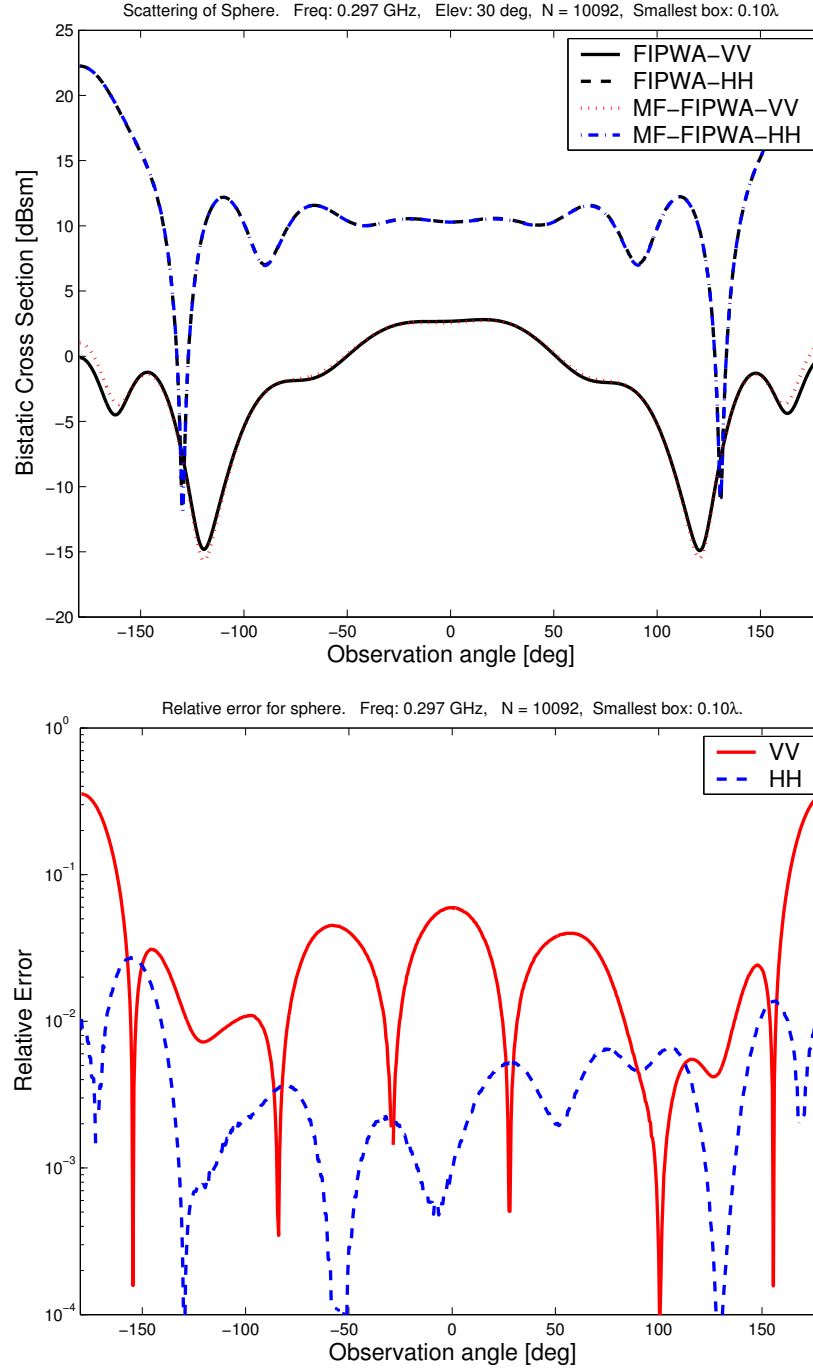 Scattering of Sphere. Freq: 0.297 GHz, Elev: 30 deg, N = 10092, Smallest box: 0.10λ
25
20
15
10
5
0
−5
−10
−15
−20
Bistatic Cross Section [dBsm]
FIPWA−VV
FIPWA−HH
MF−FIPWA−VV
MF−FIPWA−HH
−150 −100 −50 0 50 100 150
Observation angle [deg]
Relative error for sphere. Freq: 0.297 GHz, N = 10092, Smallest box: 0.10λ.
10^0
10^−1
10^−2
10^−3
10^−4
Relative Error
VV
HH
−150 −100 −50 0 50 100 150
Observation angle [deg]